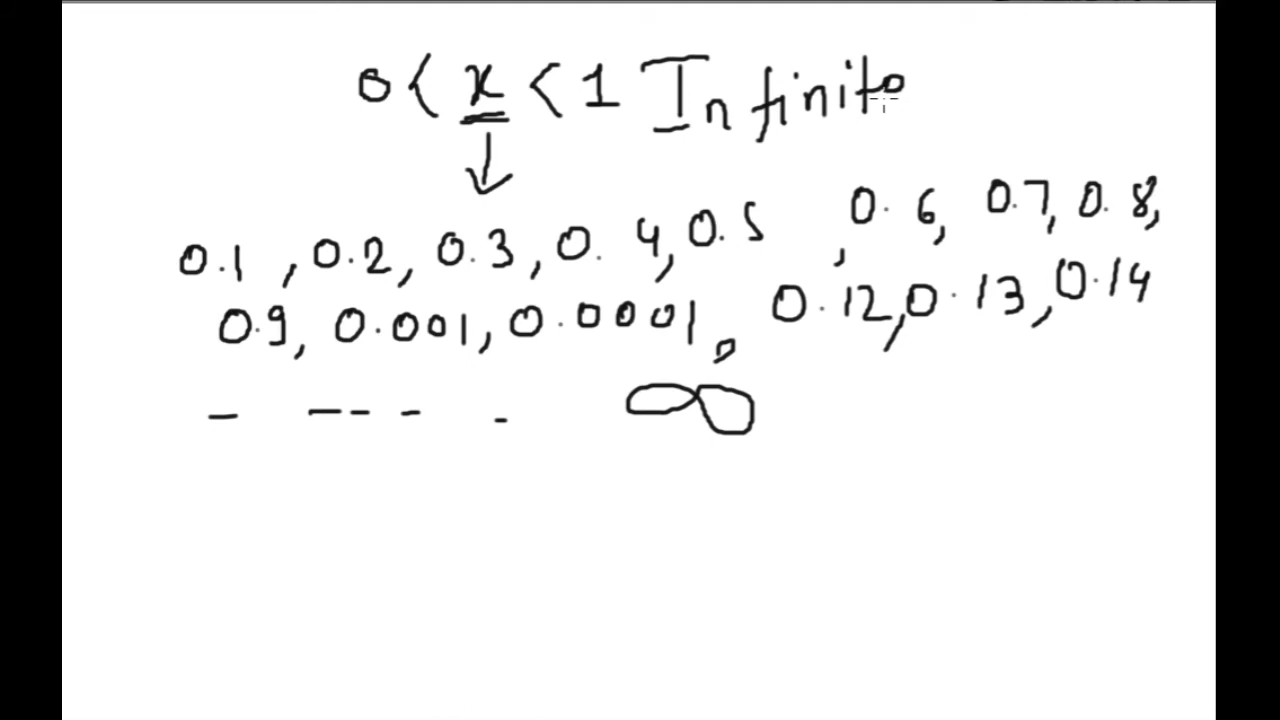 0 < x < 1 Infinito
0.1, 0.2, 0.3, 0.4, 0.5, 0.6, 0.7, 0.8,
0.9, 0.001, 0.0001, 0.12, 0.13, 0.14
- --- - - ∞